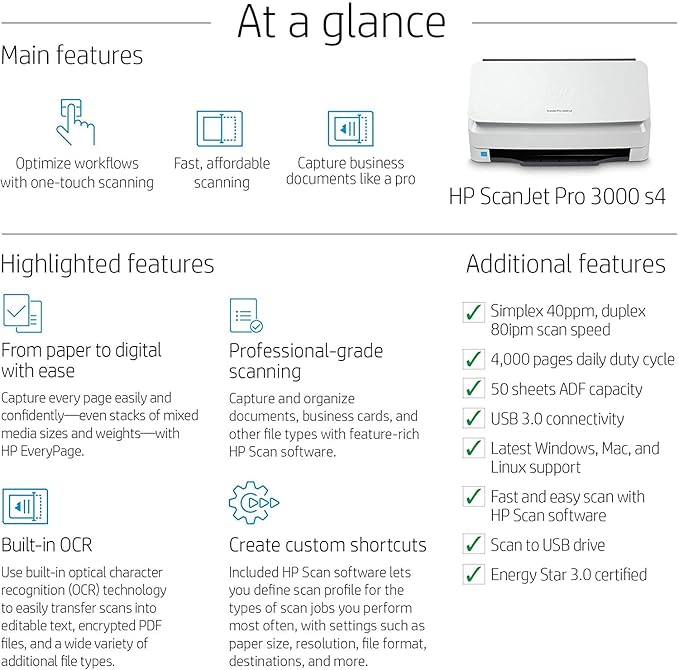 At a glance
Main features
Optimize workflows
with one-touch scanning
Fast, affordable
scanning
Capture business
documents like a pro
HP ScanJet Pro 3000 s4
Highlighted features
From paper to digital
with ease
Capture every page easily and
confidently—even stacks of mixed
media sizes and weights—with
HP EveryPage.
Professional-grade
scanning
Capture and organize
documents, business cards, and
other file types with feature-rich
HP Scan software.
Built-in OCR
Use built-in optical character
recognition (OCR) technology
to easily transfer scans into
editable text, encrypted PDF
files, and a wide variety of
additional file types.
Create custom shortcuts
Included HP Scan software lets
you define scan profile for the
types of scan jobs you perform
most often, with settings such as
paper size, resolution, file format,
destinations, and more.
Additional features
Simplex 40ppm, duplex
80ipm scan speed
4,000 pages daily duty cycle
50 sheets ADF capacity
USB 3.0 connectivity
Latest Windows, Mac, and
Linux support
Fast and easy scan with
HP Scan software
Scan to USB drive
Energy Star 3.0 certified